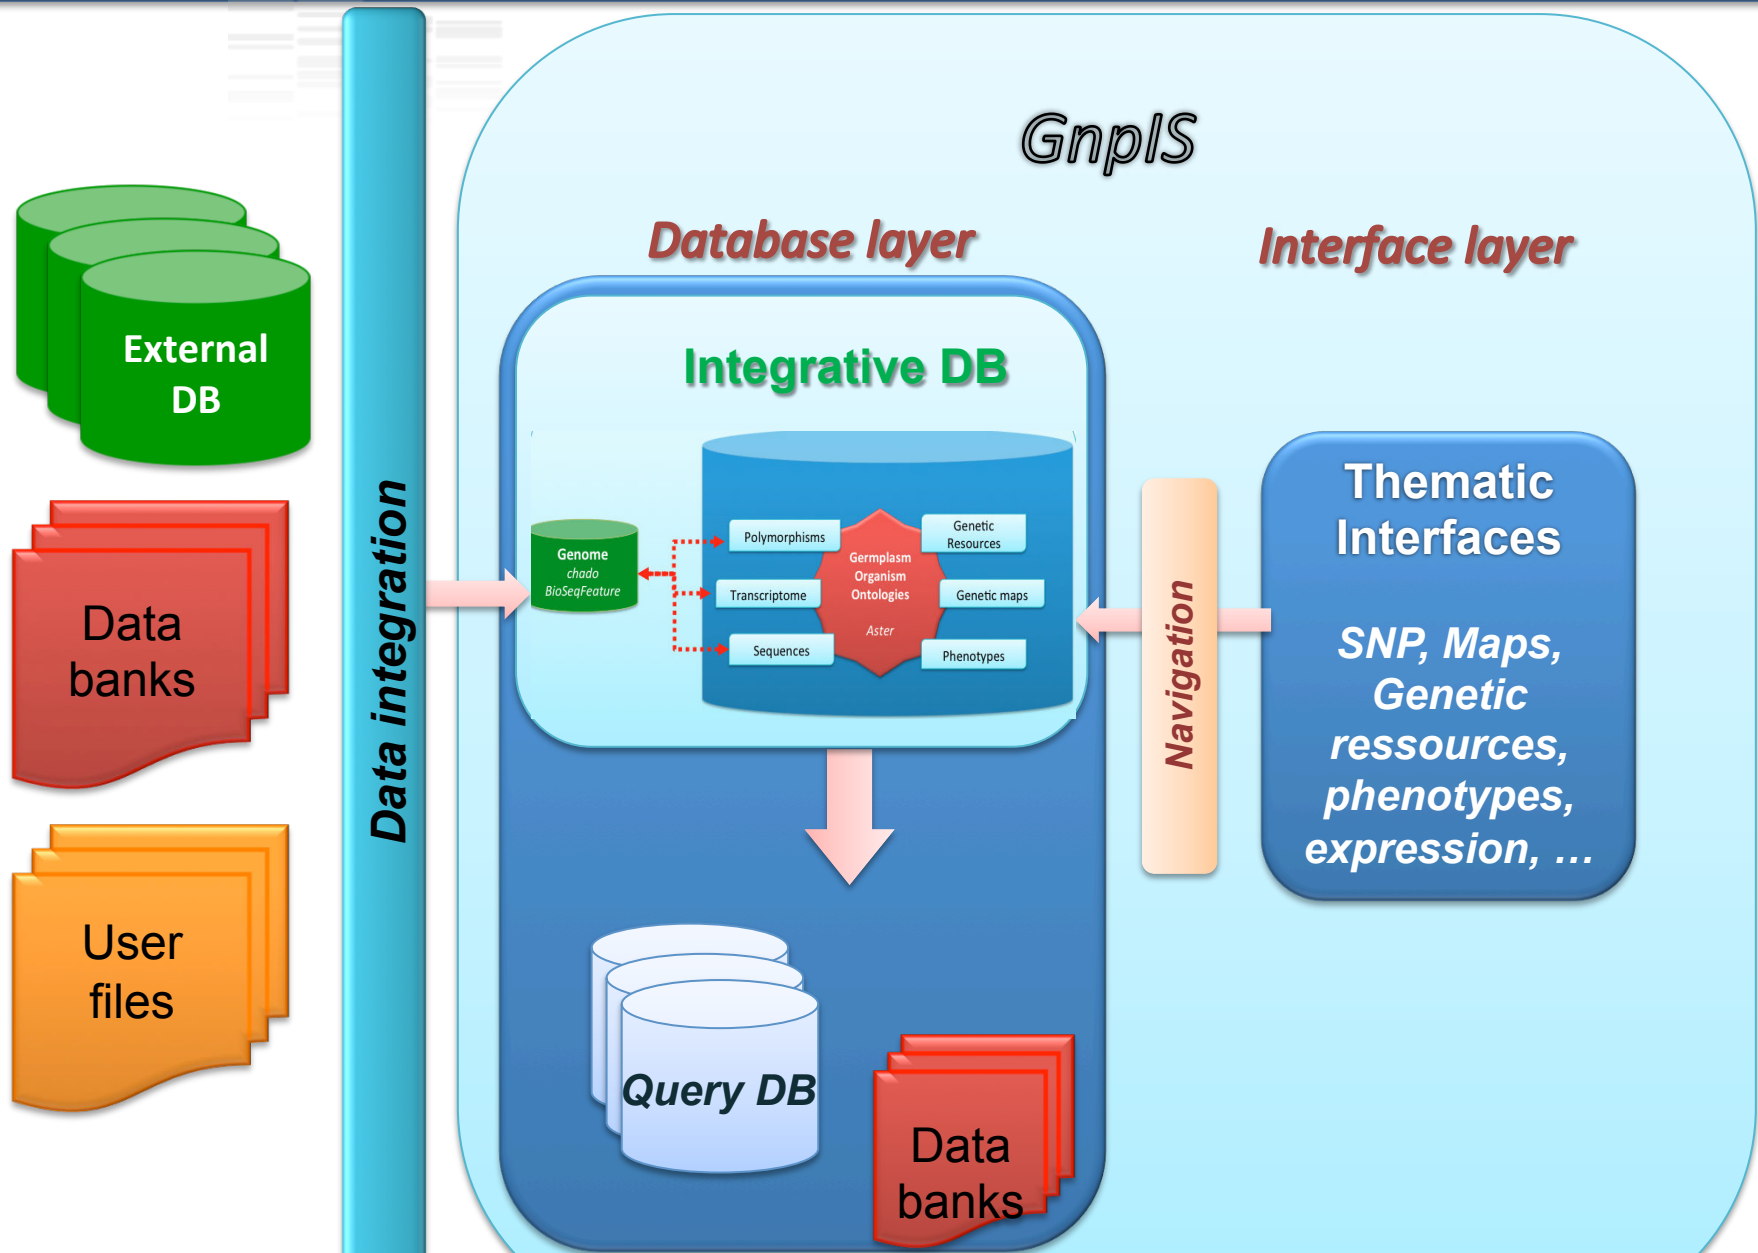 GnpIS
Database layer
Interface layer
External
DB
Data
banks
User
files
Data integration
Integrative DB
Genome
chado
BioSeqFeature
Polymorphisms
Transcriptome
Sequences
Germplasm
Organism
Ontologies
Aster
Genetic
Resources
Genetic maps
Phenotypes
Query DB
Data
banks
Navigation
Thematic
Interfaces
SNP, Maps,
Genetic
ressources,
phenotypes,
expression, ...